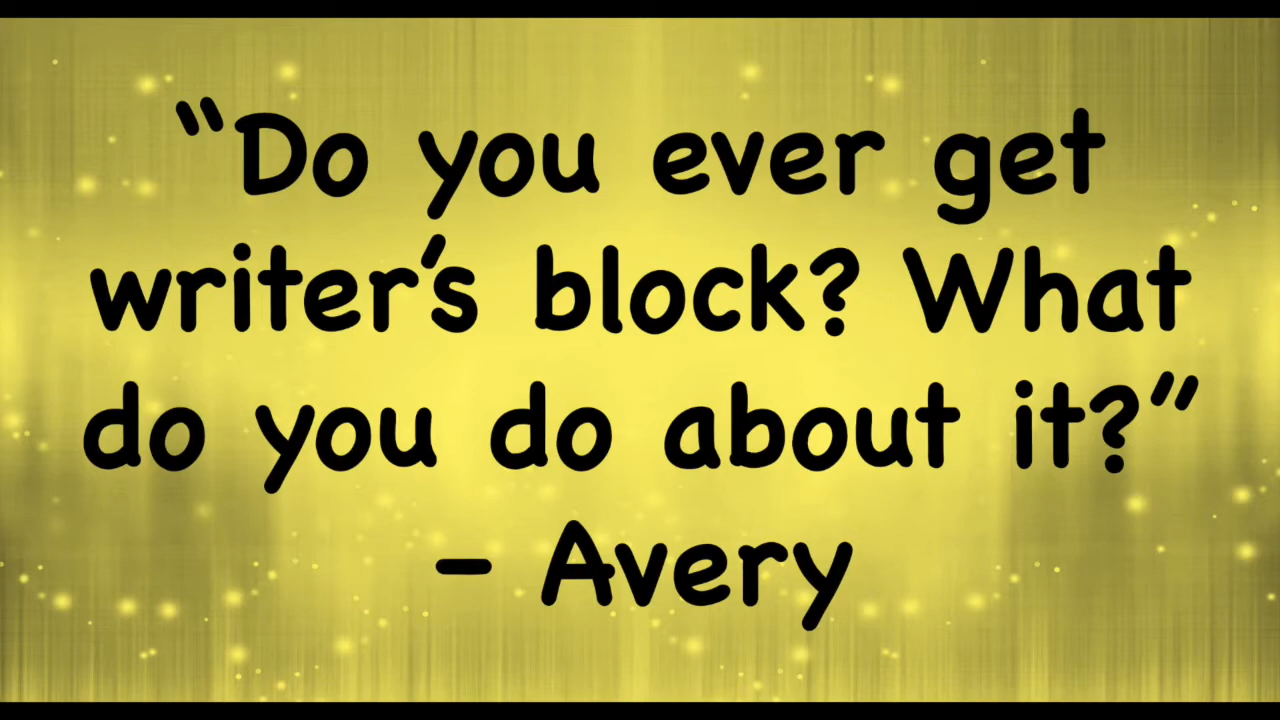 “Do you ever get
writer’s block? What
do you do about it?”
– Avery